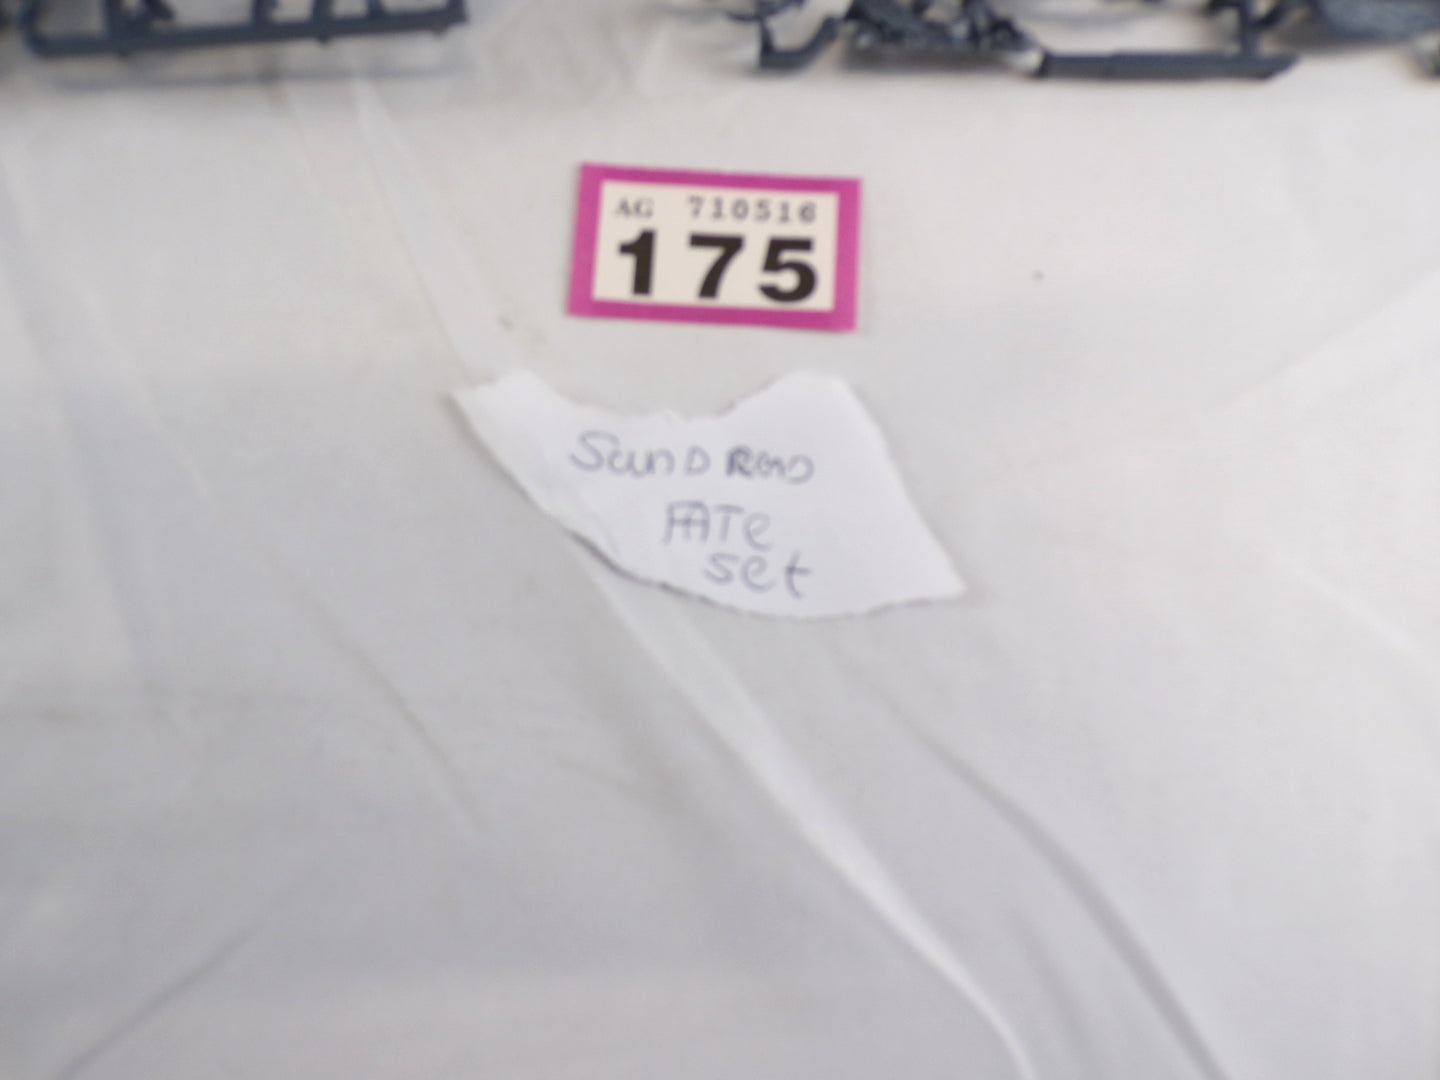 AG 710516
175
Sund Road
FATe
set